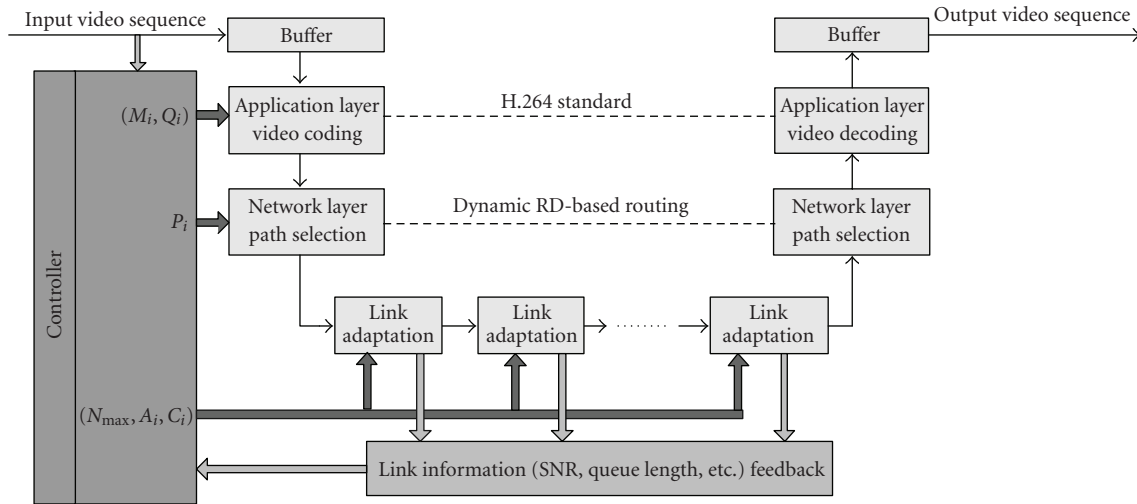 Input video sequence
Output video sequence
Buffer
Buffer
(M_i, Q_i)
Application layer
video coding
H.264 standard
Application layer
video decoding
P_i
Network layer
path selection
Dynamic RD-based routing
Network layer
path selection
Controller
Link
adaptation
Link
adaptation
........
Link
adaptation
(N_max, A_i, C_i)
Link information (SNR, queue length, etc.) feedback